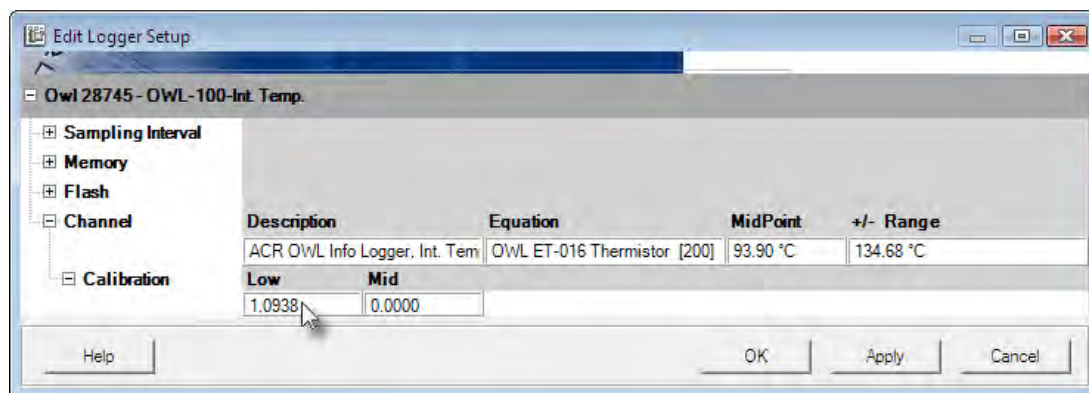 Edit Logger Setup
Owl 28745 - OWL-100-Int. Temp.
Sampling Interval
Memory
Flash
Channel Description Equation MidPoint +/- Range
ACR OWL Info Logger, Int. Tem OWL ET-016 Thermistor [200] 93.90 °C 134.68 °C
Calibration Low Mid
1.0938 0.0000
Help OK Apply Cancel